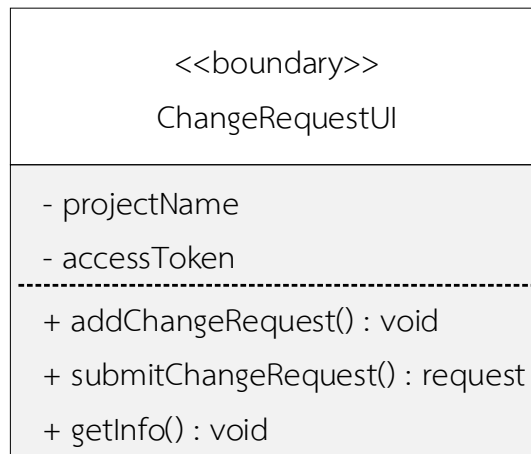 <<boundary>>
ChangeRequestUI
- projectName
- accessToken
+ addChangeRequest() : void
+ submitChangeRequest() : request
+ getInfo() : void